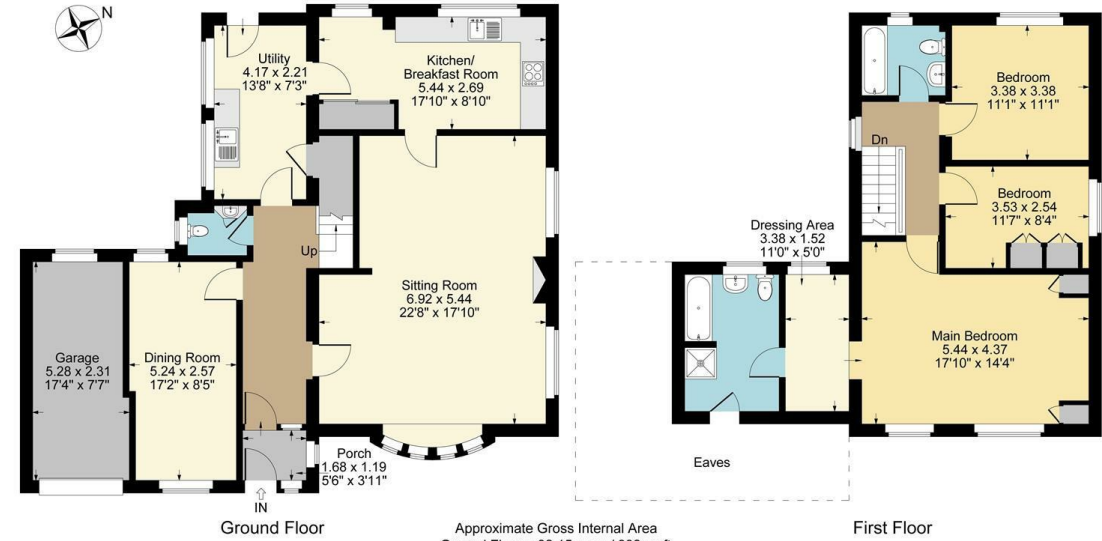 N
Utility
4.17 x 2.21
13'8" x 7'3"
Kitchen/
Breakfast Room
5.44 x 2.69
17'10" x 8'10"
Up
Sitting Room
6.92 x 5.44
22'8" x 17'10"
Garage
5.28 x 2.31
17'4" x 7'7"
Dining Room
5.24 x 2.57
17'2" x 8'5"
Porch
1.68 x 1.19
5'6" x 3'11"
IN
Ground Floor
Bedroom
3.38 x 3.38
11'1" x 11'1"
Dn
Bedroom
3.53 x 2.54
11'7" x 8'4"
Dressing Area
3.38 x 1.52
11'0" x 5'0"
Main Bedroom
5.44 x 4.37
17'10" x 14'4"
Eaves
First Floor
Approximate Gross Internal Area